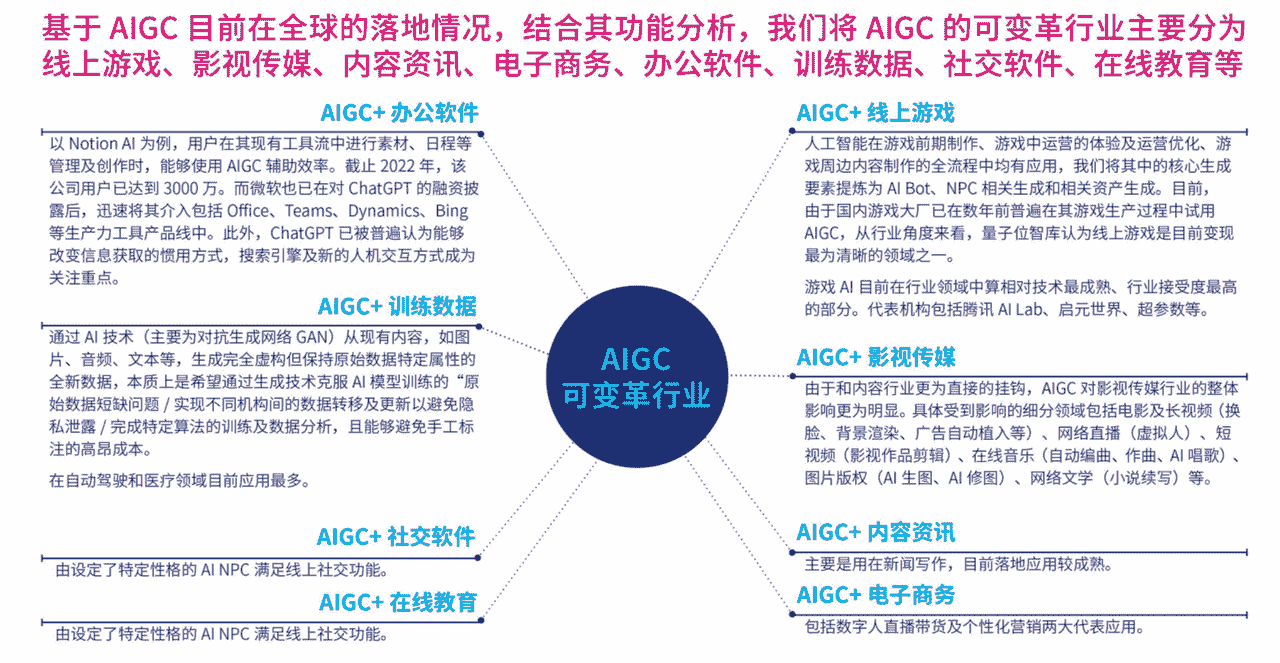 基于 AIGC 目前在全球的落地情况，结合其功能分析，我们将 AIGC 的可变革行业主要分为
线上游戏、影视传媒、内容资讯、电子商务、办公软件、训练数据、社交软件、在线教育等
AIGC+ 办公软件
以 Notion AI 为例，用户在其现有工具流中进行素材、日程等
管理及创作时，能够使用 AIGC 辅助效率。截止 2022 年，该
公司用户已达到 3000 万。而微软也已在对 ChatGPT 的融资披
露后，迅速将其介入包括 Office、Teams、Dynamics、Bing
等生产力工具产品线中。此外，ChatGPT 已被普遍认为能够
改变信息获取的惯用方式，搜索引擎及新的人机交互方式成为
关注重点。
AIGC+ 训练数据
通过 AI 技术（主要为对抗生成网络 GAN）从现有内容，如图
片、音频、文本等，生成完全虚构但保持原始数据特定属性的
全新数据，本质上是希望通过生成技术克服 AI 模型训练的“原
始数据短缺问题 / 实现不同机构间的数据转移及更新以避免隐
私泄露 / 完成特定算法的训练及数据分析，且能够避免手工标
注的高昂成本。
在自动驾驶和医疗领域目前应用最多。
AIGC+ 社交软件
由设定了特定性格的 AI NPC 满足线上社交功能。
AIGC+ 在线教育
由设定了特定性格的 AI NPC 满足线上社交功能。
AIGC
可变革行业
AIGC+ 线上游戏
人工智能在游戏前期制作、游戏中运营的体验及运营优化、游
戏周边内容制作的全流程中均有应用，我们将其中的核心生成
要素提炼为 AI Bot、NPC 相关生成和相关资产生成。目前，
由于国内游戏大厂已在数年前普遍在其游戏生产过程中试用
AIGC，从行业角度来看，量子位智库认为线上游戏是目前变现
最为清晰的领域之一。
游戏 AI 目前在行业领域中算相对技术最成熟、行业接受度最高
的部分。代表机构包括腾讯 AI Lab、启元世界、超参数等。
AIGC+ 影视传媒
由于和内容行业更为直接的挂钩，AIGC 对影视传媒行业的整体
影响更为明显。具体受到影响的细分领域包括电影及长视频（换
脸、背景渲染、广告自动植入等）、网络直播（虚拟人）、短
视频（影视作品剪辑）、在线音乐（自动编曲、作曲、AI 唱歌）、
图片版权（AI 生图、AI 修图）、网络文学（小说续写）等。
AIGC+ 内容资讯
主要是用在新闻写作，目前落地应用较成熟。
AIGC+ 电子商务
包括数字人直播带货及个性化营销两大代表应用。